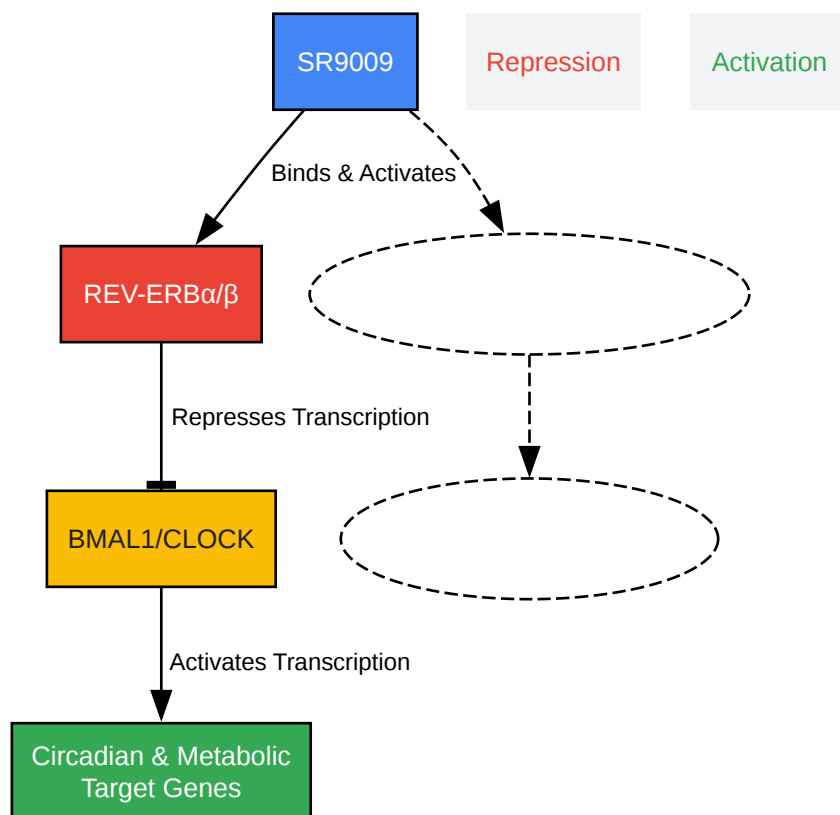 SR9009
Repression
Activation
Binds & Activates
REV-ERBα/β
Represses Transcription
BMAL1/CLOCK
Activates Transcription
Circadian & Metabolic
Target Genes